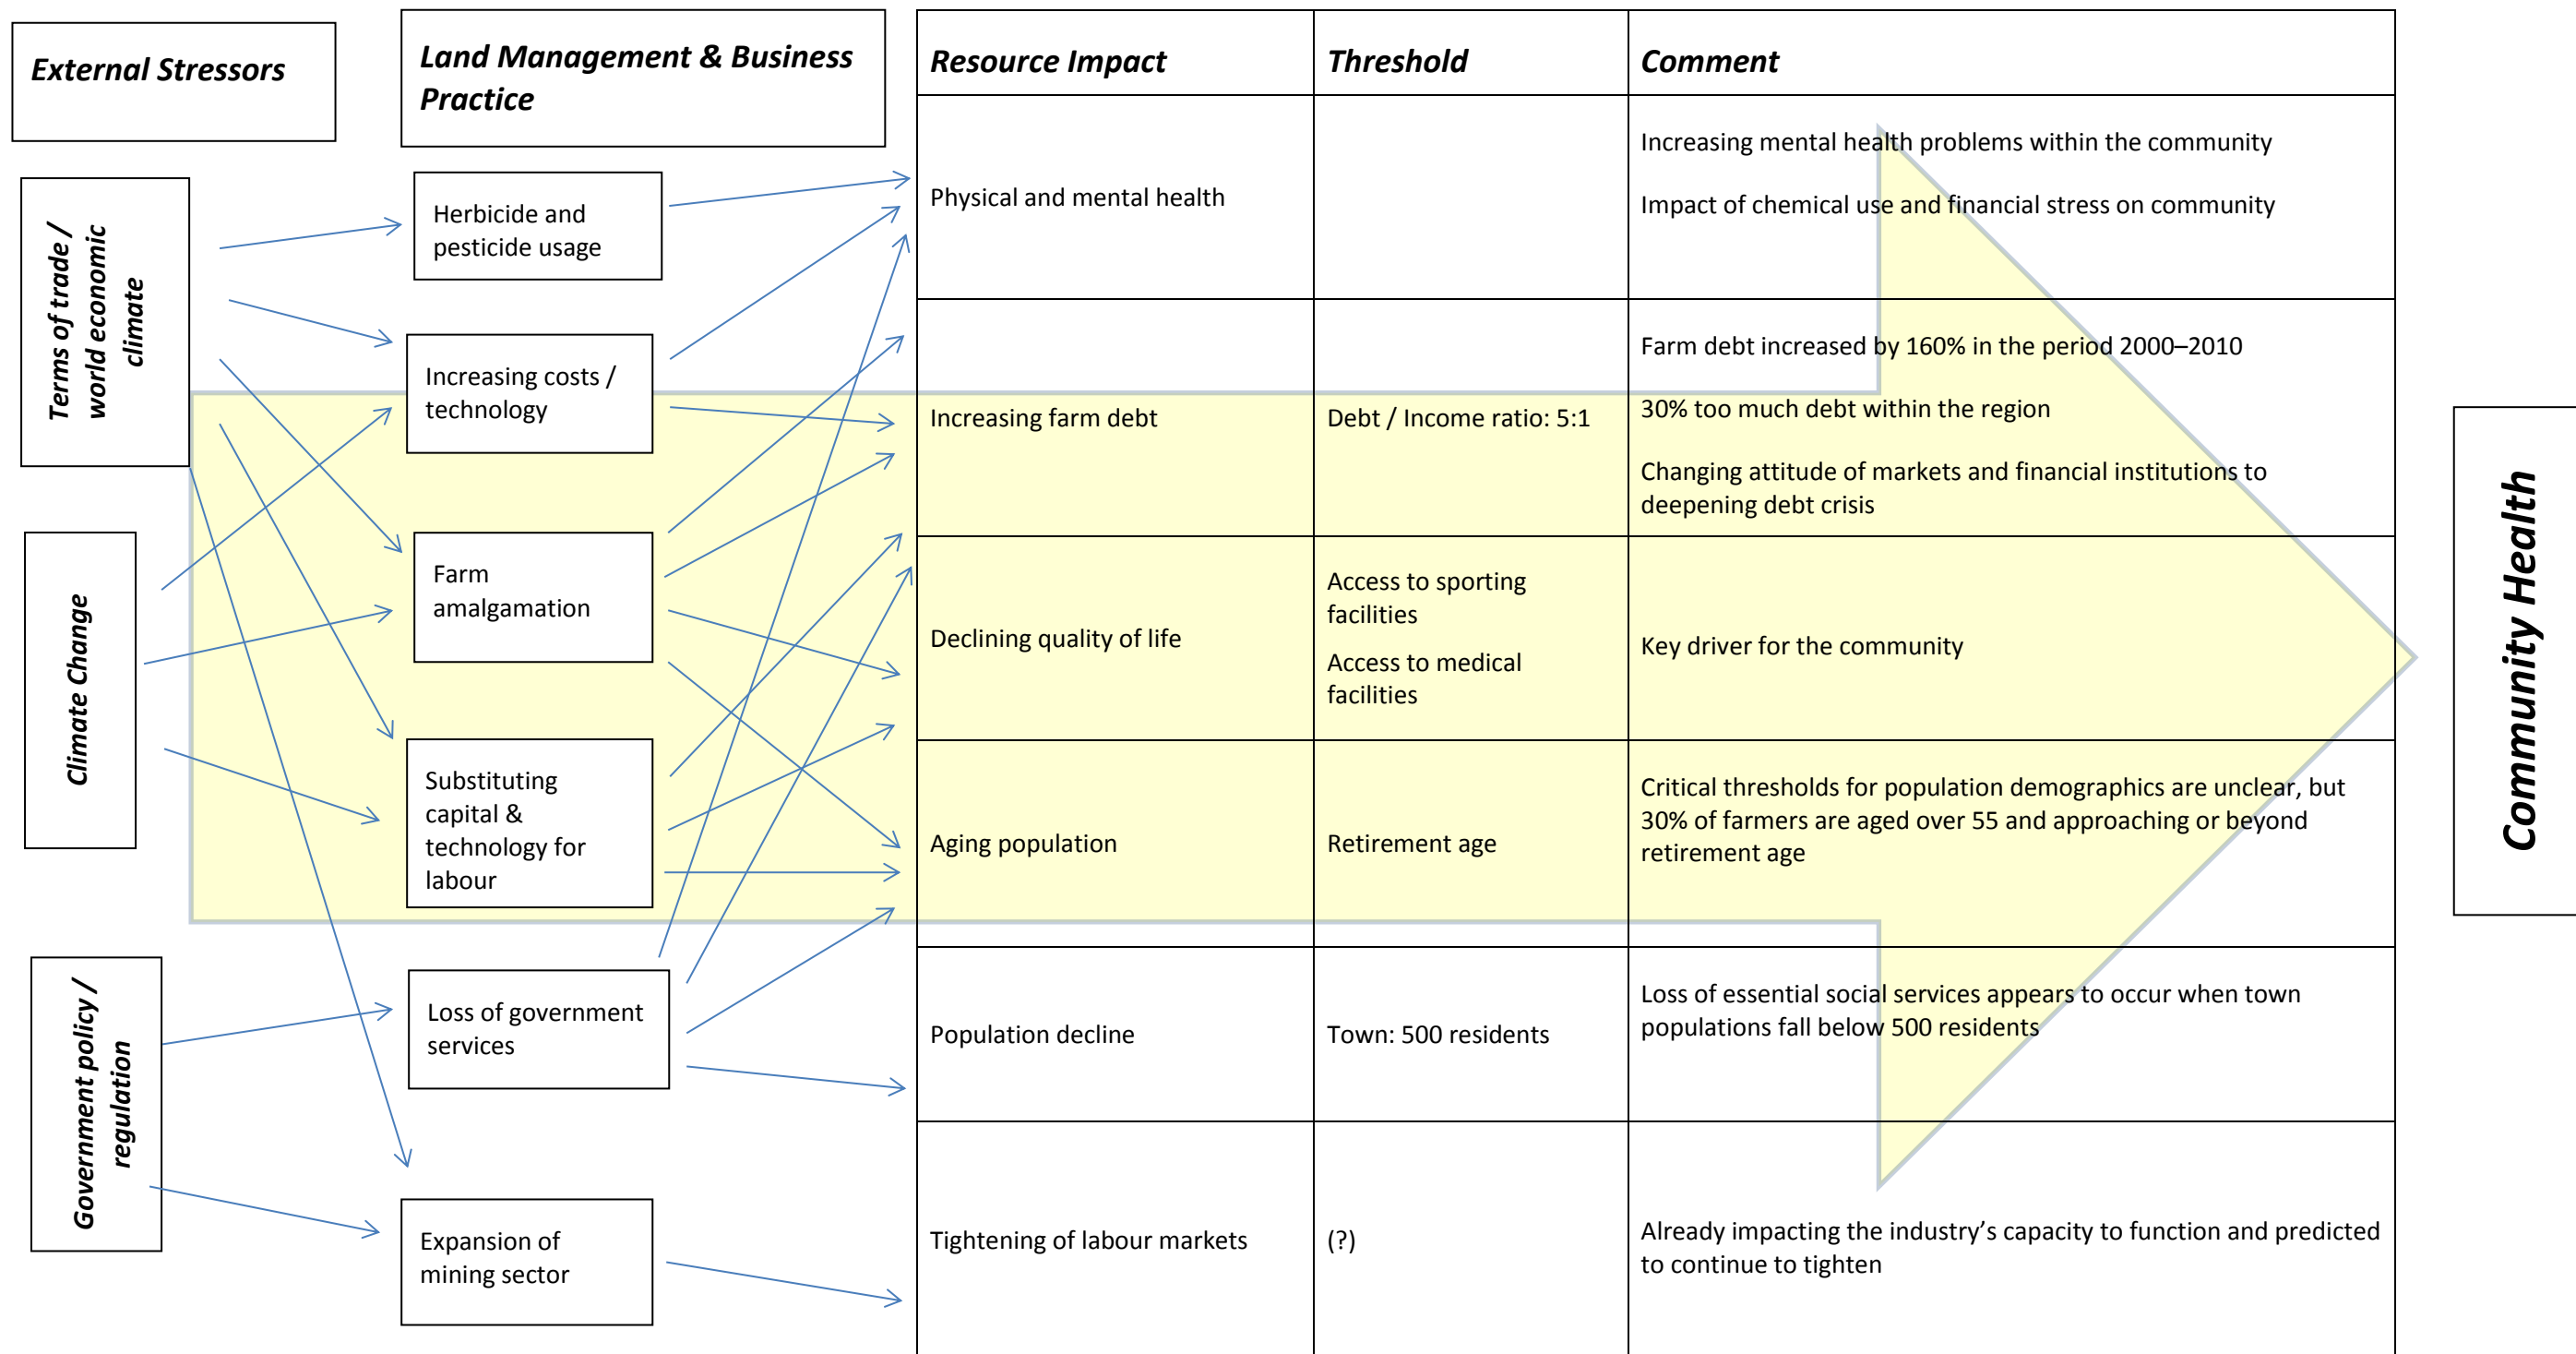 External Stressors
Land Management & Business
Practice
Resource Impact
Threshold
Comment
Terms of trade /
world economic
climate
Climate Change
Government policy /
regulation
Herbicide and
pesticide usage
Increasing costs /
technology
Farm
amalgamation
Substituting
capital &
technology for
labour
Loss of government
services
Expansion of
mining sector
Physical and mental health
Increasing mental health problems within the community
Impact of chemical use and financial stress on community
Increasing farm debt
Debt / Income ratio: 5:1
Farm debt increased by 160% in the period 2000–2010
30% too much debt within the region
Changing attitude of markets and financial institutions to
deepening debt crisis
Declining quality of life
Access to sporting
facilities
Access to medical
facilities
Key driver for the community
Aging population
Retirement age
Critical thresholds for population demographics are unclear, but
30% of farmers are aged over 55 and approaching or beyond
retirement age
Population decline
Town: 500 residents
Loss of essential social services appears to occur when town
populations fall below 500 residents
Tightening of labour markets
(?)
Already impacting the industry’s capacity to function and predicted
to continue to tighten
Community Health